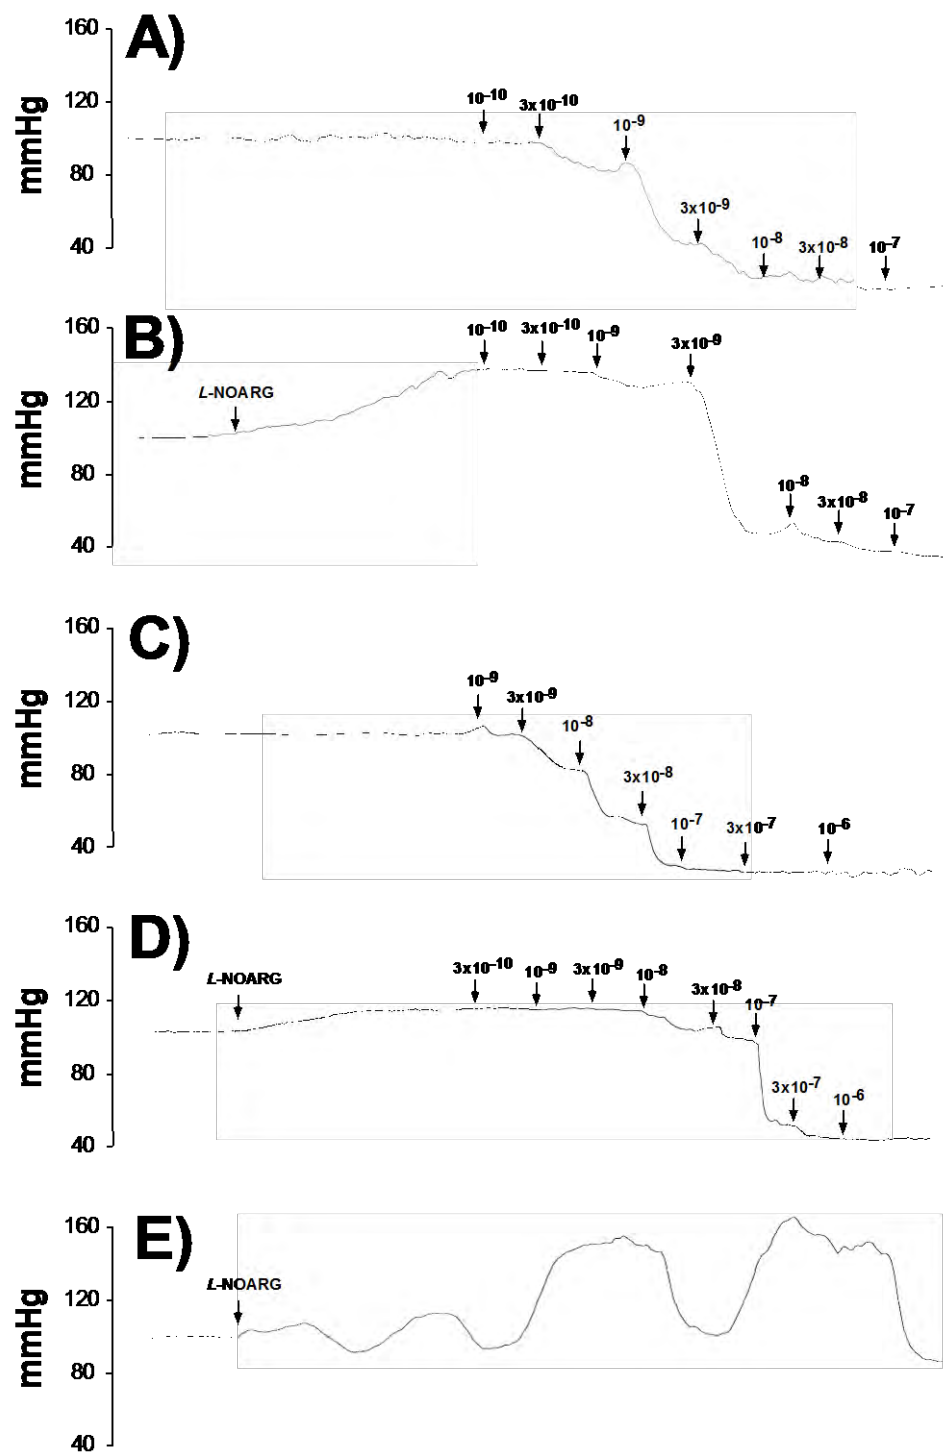 A)
mmHg
160
120
80
40
10⁻¹⁰
3x10⁻¹⁰
10⁻⁹
3x10⁻⁹
10⁻⁸
3x10⁻⁸
10⁻⁷
B)
mmHg
160
120
80
40
L-NOARG
10⁻¹⁰
3x10⁻¹⁰
10⁻⁹
3x10⁻⁹
10⁻⁸
3x10⁻⁸
10⁻⁷
C)
mmHg
160
120
80
40
10⁻⁹
3x10⁻⁹
10⁻⁸
3x10⁻⁸
10⁻⁷
3x10⁻⁷
10⁻⁶
D)
mmHg
160
120
80
40
L-NOARG
3x10⁻¹⁰
10⁻⁹
3x10⁻⁹
10⁻⁸
3x10⁻⁸
10⁻⁷
3x10⁻⁷
10⁻⁶
E)
mmHg
160
120
80
40
L-NOARG